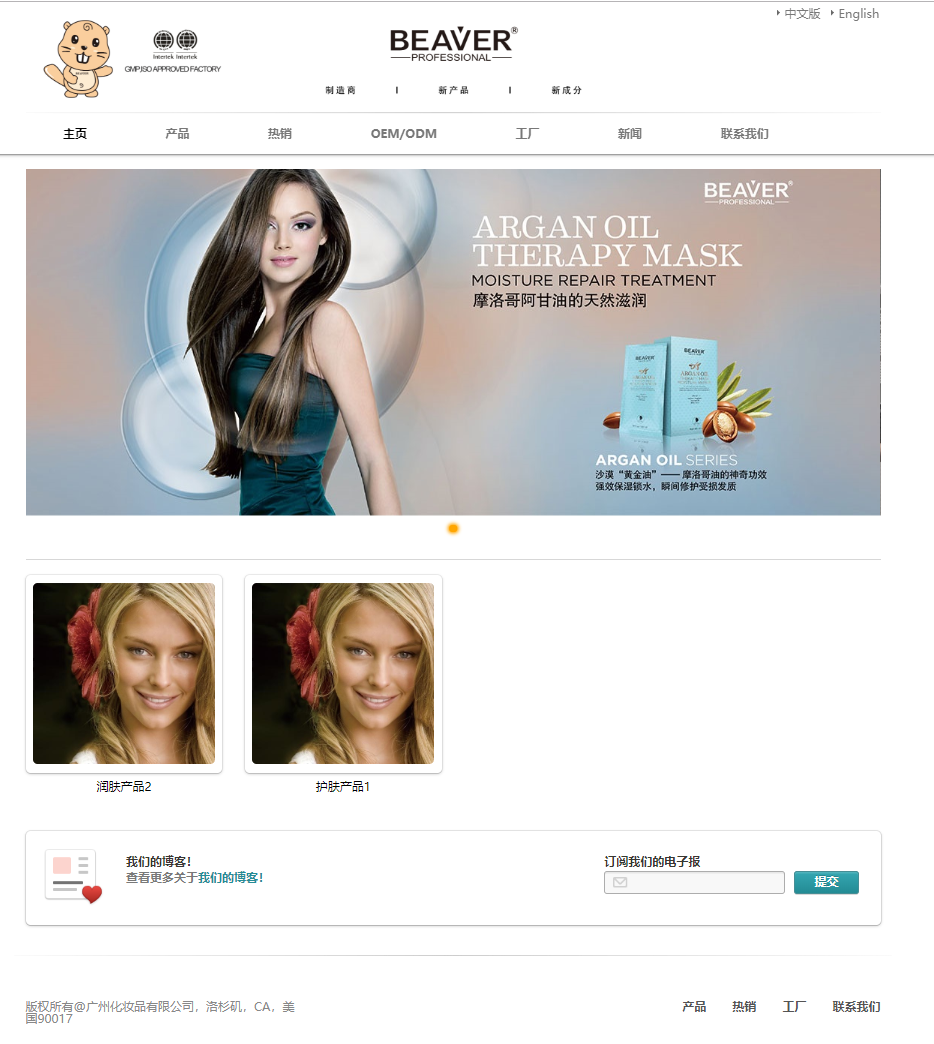 中文版 English
Intertek Intertek
GMP,ISO APPROVED FACTORY
BEAVER®
PROFESSIONAL
制造商 I 新产品 I 新成分
主页 产品 热销 OEM/ODM 工厂 新闻 联系我们
BEAVER®
PROFESSIONAL
ARGAN OIL
THERAPY MASK
MOISTURE REPAIR TREATMENT
摩洛哥阿甘油的天然滋润
BEAVER
BEAVER
ARGAN OIL
ARGAN OIL SERIES
沙漠“黄金油”—— 摩洛哥油的神奇功效
强效保湿锁水，瞬间修护受损发质
润肤产品2 护肤产品1
我们的博客!
查看更多关于我们的博客!
订阅我们的电子报
提交
版权所有@广州化妆品有限公司，洛杉矶，CA，美
国90017
产品 热销 工厂 联系我们